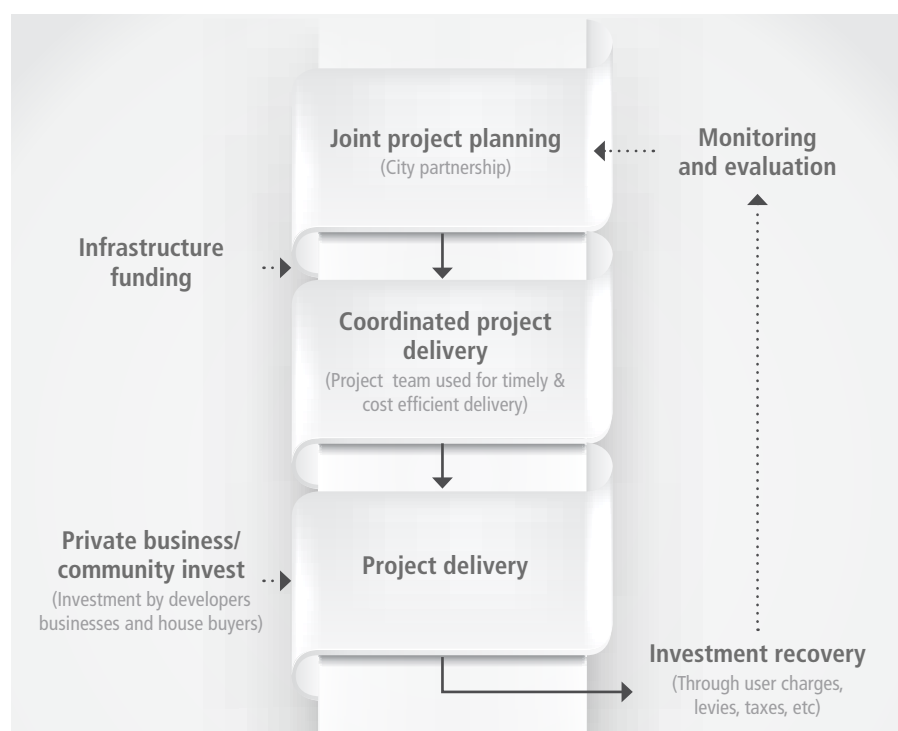 Joint project planning
(City partnership)
Monitoring
and evaluation
Infrastructure
funding
Coordinated project
delivery
(Project team used for timely &
cost efficient delivery)
Private business/
community invest
(Investment by developers
businesses and house buyers)
Project delivery
Investment recovery
(Through user charges,
levies, taxes, etc)